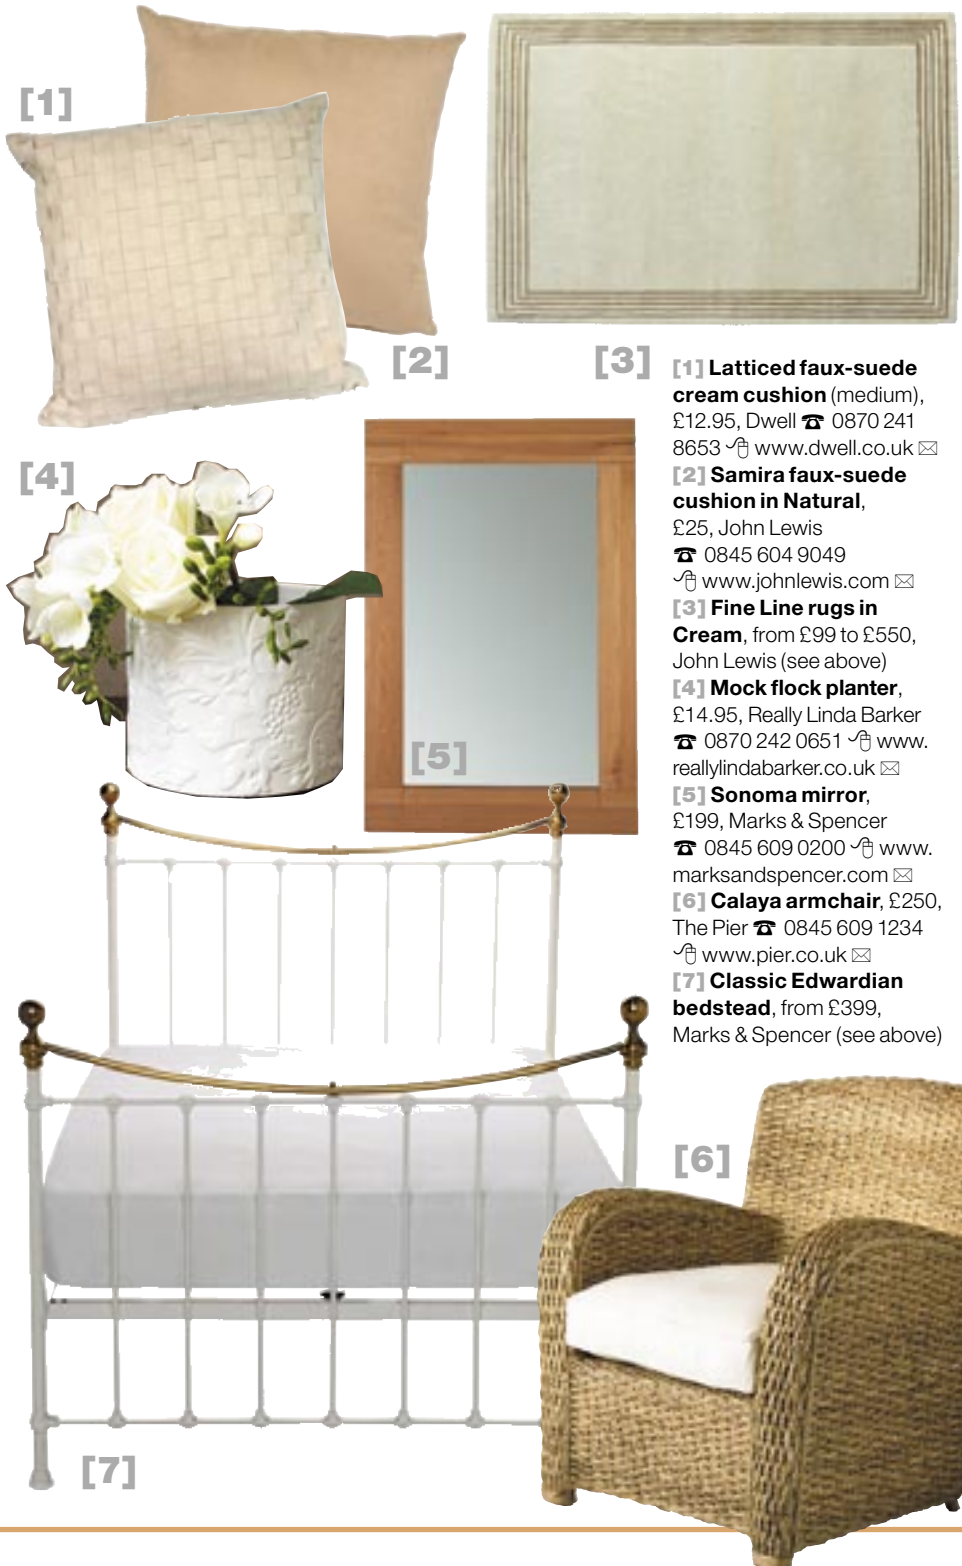 [1]
[2]
[3]
[1] Latticed faux-suede
cream cushion (medium),
£12.95, Dwell ☎ 0870 241
8653 🖰 www.dwell.co.uk ✉
[2] Samira faux-suede
cushion in Natural,
£25, John Lewis
☎ 0845 604 9049
🖰 www.johnlewis.com ✉
[3] Fine Line rugs in
Cream, from £99 to £550,
John Lewis (see above)
[4] Mock flock planter,
£14.95, Really Linda Barker
☎ 0870 242 0651 🖰 www.
reallylindabarker.co.uk ✉
[5] Sonoma mirror,
£199, Marks & Spencer
☎ 0845 609 0200 🖰 www.
marksandspencer.com ✉
[6] Calaya armchair, £250,
The Pier ☎ 0845 609 1234
🖰 www.pier.co.uk ✉
[7] Classic Edwardian
bedstead, from £399,
Marks & Spencer (see above)
[4]
[5]
[6]
[7]